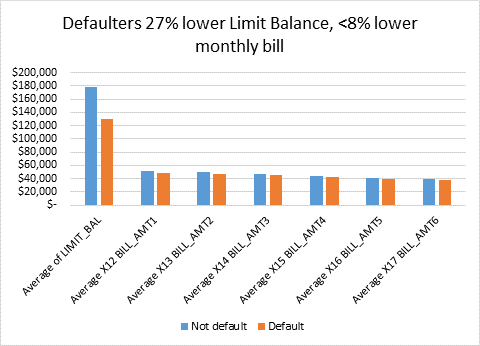 Defaulters 27% lower Limit Balance, <8% lower
monthly bill
$200,000
$180,000
$160,000
$140,000
$120,000
$100,000
$80,000
$60,000
$40,000
$20,000
$-
Average of LIMIT_BAL
Average X12 BILL_AMT1
Average X13 BILL_AMT2
Average X14 BILL_AMT3
Average X15 BILL_AMT4
Average X16 BILL_AMT5
Average X17 BILL_AMT6
Not default Default